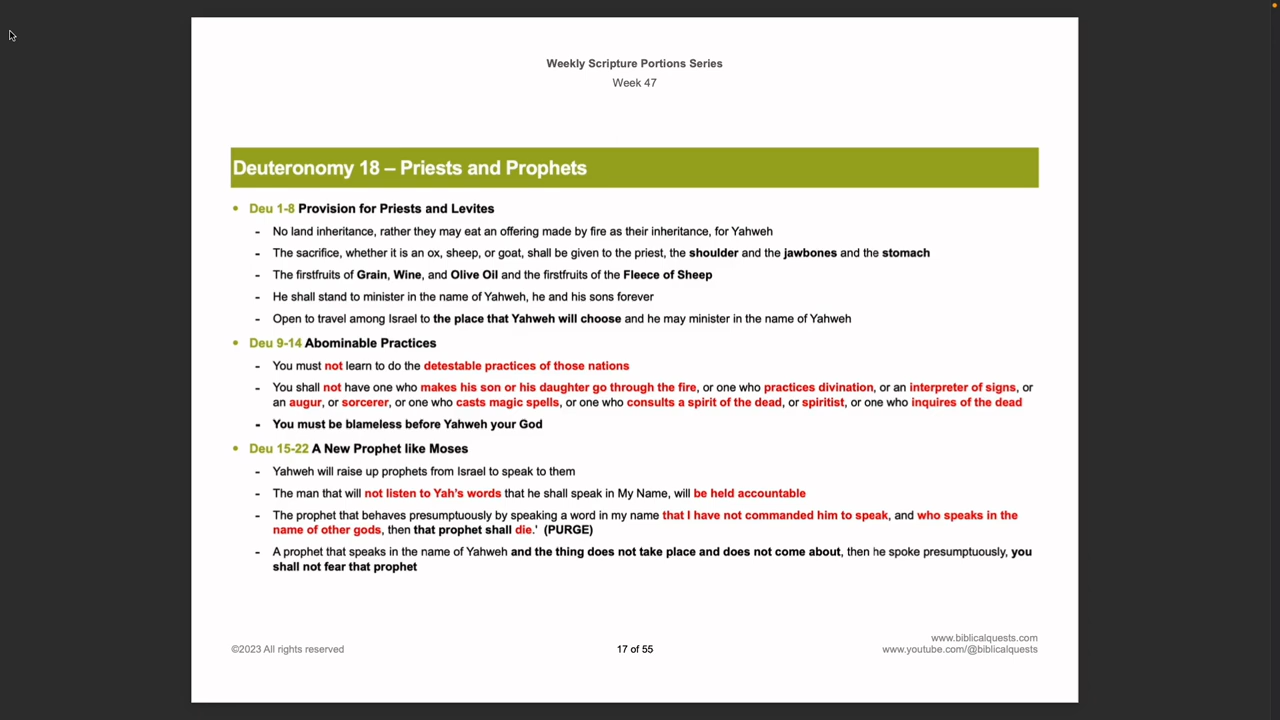 Weekly Scripture Portions Series
Week 47
Deuteronomy 18 – Priests and Prophets
• Deu 1-8 Provision for Priests and Levites
- No land inheritance, rather they may eat an offering made by fire as their inheritance, for Yahweh
- The sacrifice, whether it is an ox, sheep, or goat, shall be given to the priest, the shoulder and the jawbones and the stomach
- The firstfruits of Grain, Wine, and Olive Oil and the firstfruits of the Fleece of Sheep
- He shall stand to minister in the name of Yahweh, he and his sons forever
- Open to travel among Israel to the place that Yahweh will choose and he may minister in the name of Yahweh
• Deu 9-14 Abominable Practices
- You must not learn to do the detestable practices of those nations
- You shall not have one who makes his son or his daughter go through the fire, or one who practices divination, or an interpreter of signs, or
an augur, or sorcerer, or one who casts magic spells, or one who consults a spirit of the dead, or spiritist, or one who inquires of the dead
- You must be blameless before Yahweh your God
• Deu 15-22 A New Prophet like Moses
- Yahweh will raise up prophets from Israel to speak to them
- The man that will not listen to Yah's words that he shall speak in My Name, will be held accountable
- The prophet that behaves presumptuously by speaking a word in my name that I have not commanded him to speak, and who speaks in the
name of other gods, then that prophet shall die.' (PURGE)
- A prophet that speaks in the name of Yahweh and the thing does not take place and does not come about, then he spoke presumptuously, you
shall not fear that prophet
www.biblicalquests.com
©2023 All rights reserved 17 of 55 www.youtube.com/@biblicalquests